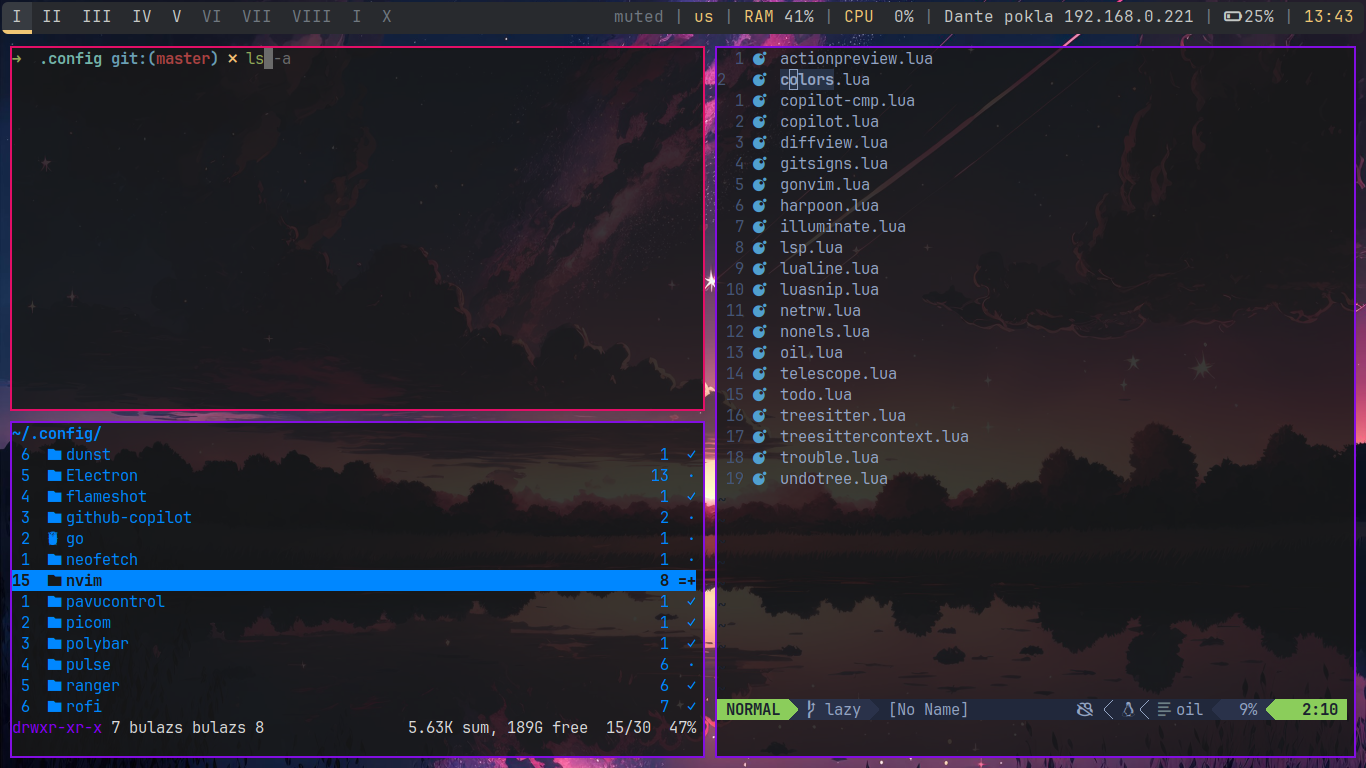 I II III IV V VI VII VIII I X muted | us | RAM 41% | CPU 0% | Dante pokla 192.168.0.221 | 25% | 13:43
→ .config git:(master) × ls-a
~/.config/
6 dunst 1 ✓
5 Electron 13 ·
4 flameshot 1 ✓
3 github-copilot 2 ·
2 go 1 ·
1 neofetch 1 ·
15 nvim 8 =+
1 pavucontrol 1 ✓
2 picom 1 ✓
3 polybar 1 ✓
4 pulse 6 ·
5 ranger 6 ✓
6 rofi 7 ✓
drwxr-xr-x 7 bulazs bulazs 8 5.63K sum, 189G free 15/30 47%
1 actionpreview.lua
2 colors.lua
1 copilot-cmp.lua
2 copilot.lua
3 diffview.lua
4 gitsigns.lua
5 gonvim.lua
6 harpoon.lua
7 illuminate.lua
8 lsp.lua
9 lualine.lua
10 luasnip.lua
11 netrw.lua
12 nonels.lua
13 oil.lua
14 telescope.lua
15 todo.lua
16 treesitter.lua
17 treesittercontext.lua
18 trouble.lua
19 undotree.lua
NORMAL lazy [No Name] oil 9% 2:10